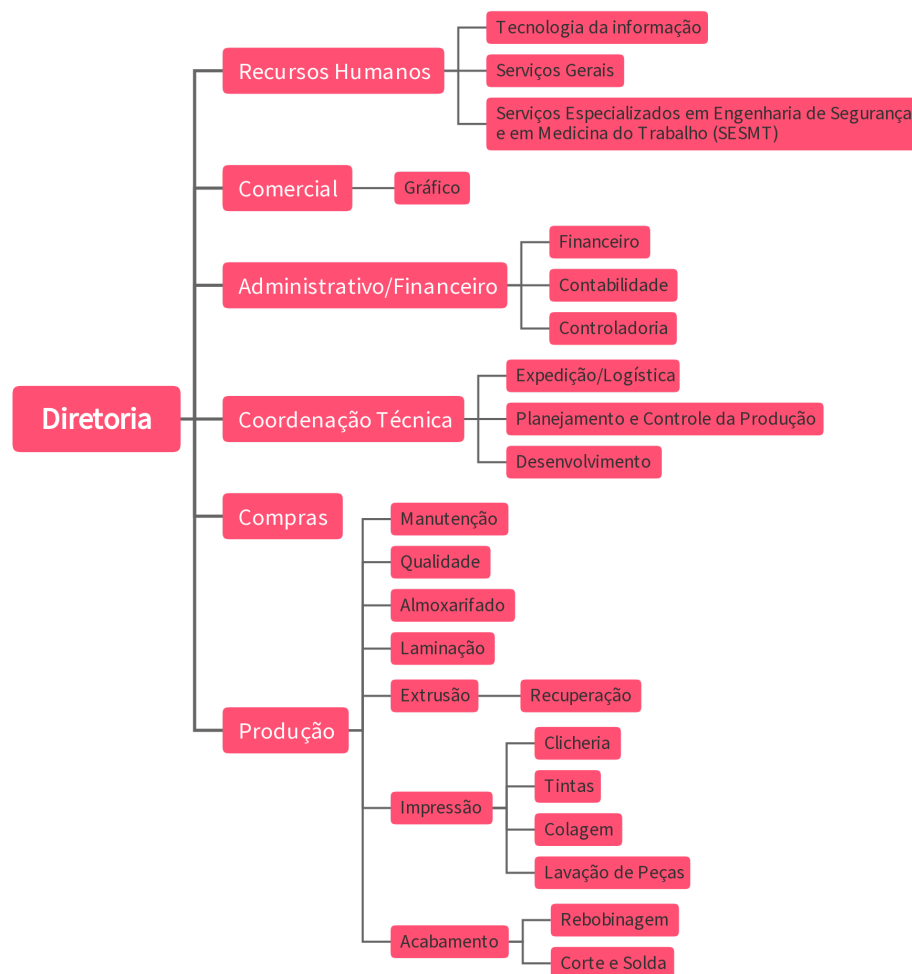 Diretoria
Recursos Humanos
Tecnologia da informação
Serviços Gerais
Serviços Especializados em Engenharia de Segurança
e em Medicina do Trabalho (SESMT)
Comercial
Gráfico
Administrativo/Financeiro
Financeiro
Contabilidade
Controladoria
Coordenação Técnica
Expedição/Logística
Planejamento e Controle da Produção
Desenvolvimento
Compras
Produção
Manutenção
Qualidade
Almoxarifado
Laminação
Extrusão
Recuperação
Impressão
Clicheria
Tintas
Colagem
Lavação de Peças
Acabamento
Rebobinagem
Corte e Solda